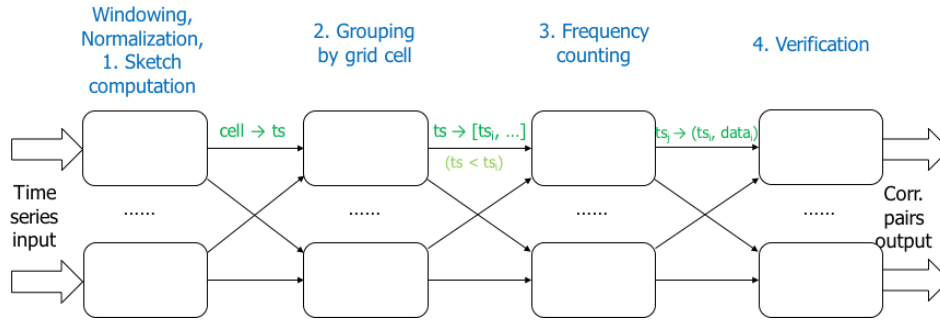 Windowing,
Normalization,
1. Sketch
computation
2. Grouping
by grid cell
3. Frequency
counting
4. Verification
cell → ts
ts → [tsᵢ, ...]
(ts < tsᵢ)
tsⱼ → (tsᵢ, dataᵢ)
Time
series
input
......
......
......
......
Corr.
pairs
output